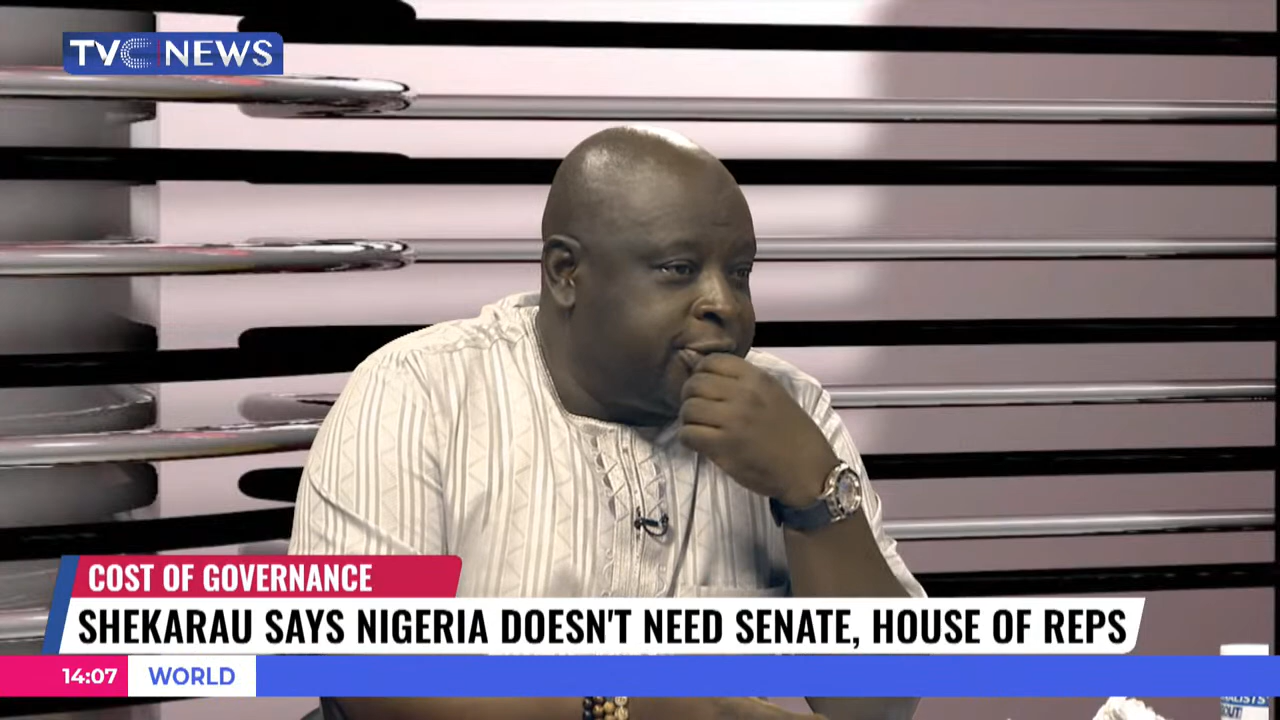 TVC NEWS
COST OF GOVERNANCE
SHEKARAU SAYS NIGERIA DOESN'T NEED SENATE, HOUSE OF REPS
14:07 WORLD